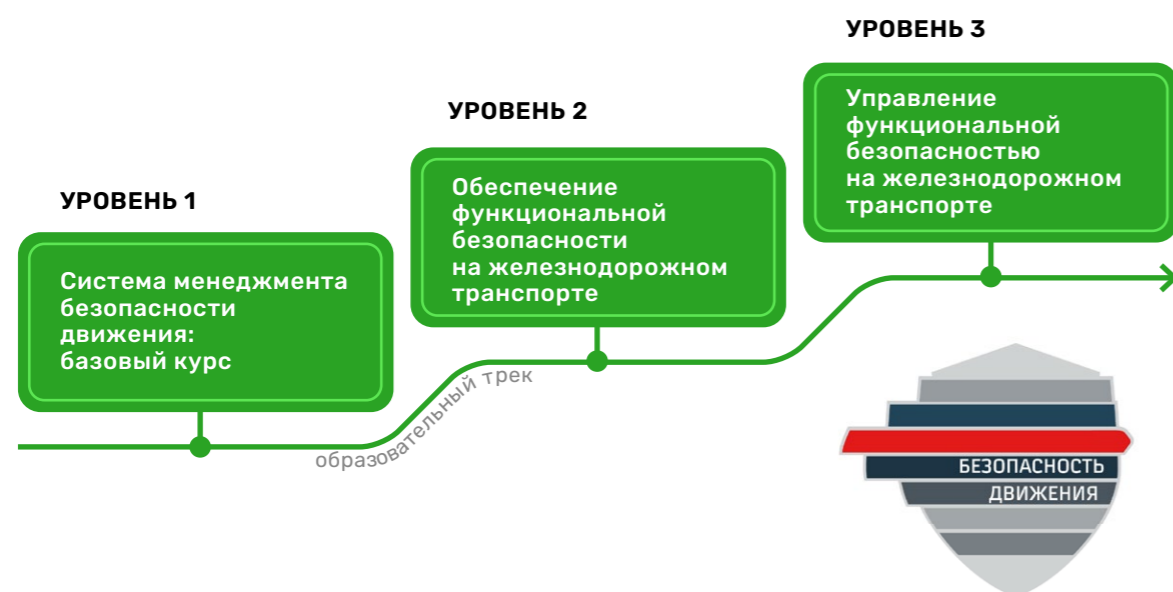 УРОВЕНЬ 1
Система менеджмента
безопасности
движения:
базовый курс
образовательный трек
УРОВЕНЬ 2
Обеспечение
функциональной
безопасности
на железнодорожном
транспорте
УРОВЕНЬ 3
Управление
функциональной
безопасностью
на железнодорожном
транспорте
БЕЗОПАСНОСТЬ
ДВИЖЕНИЯ